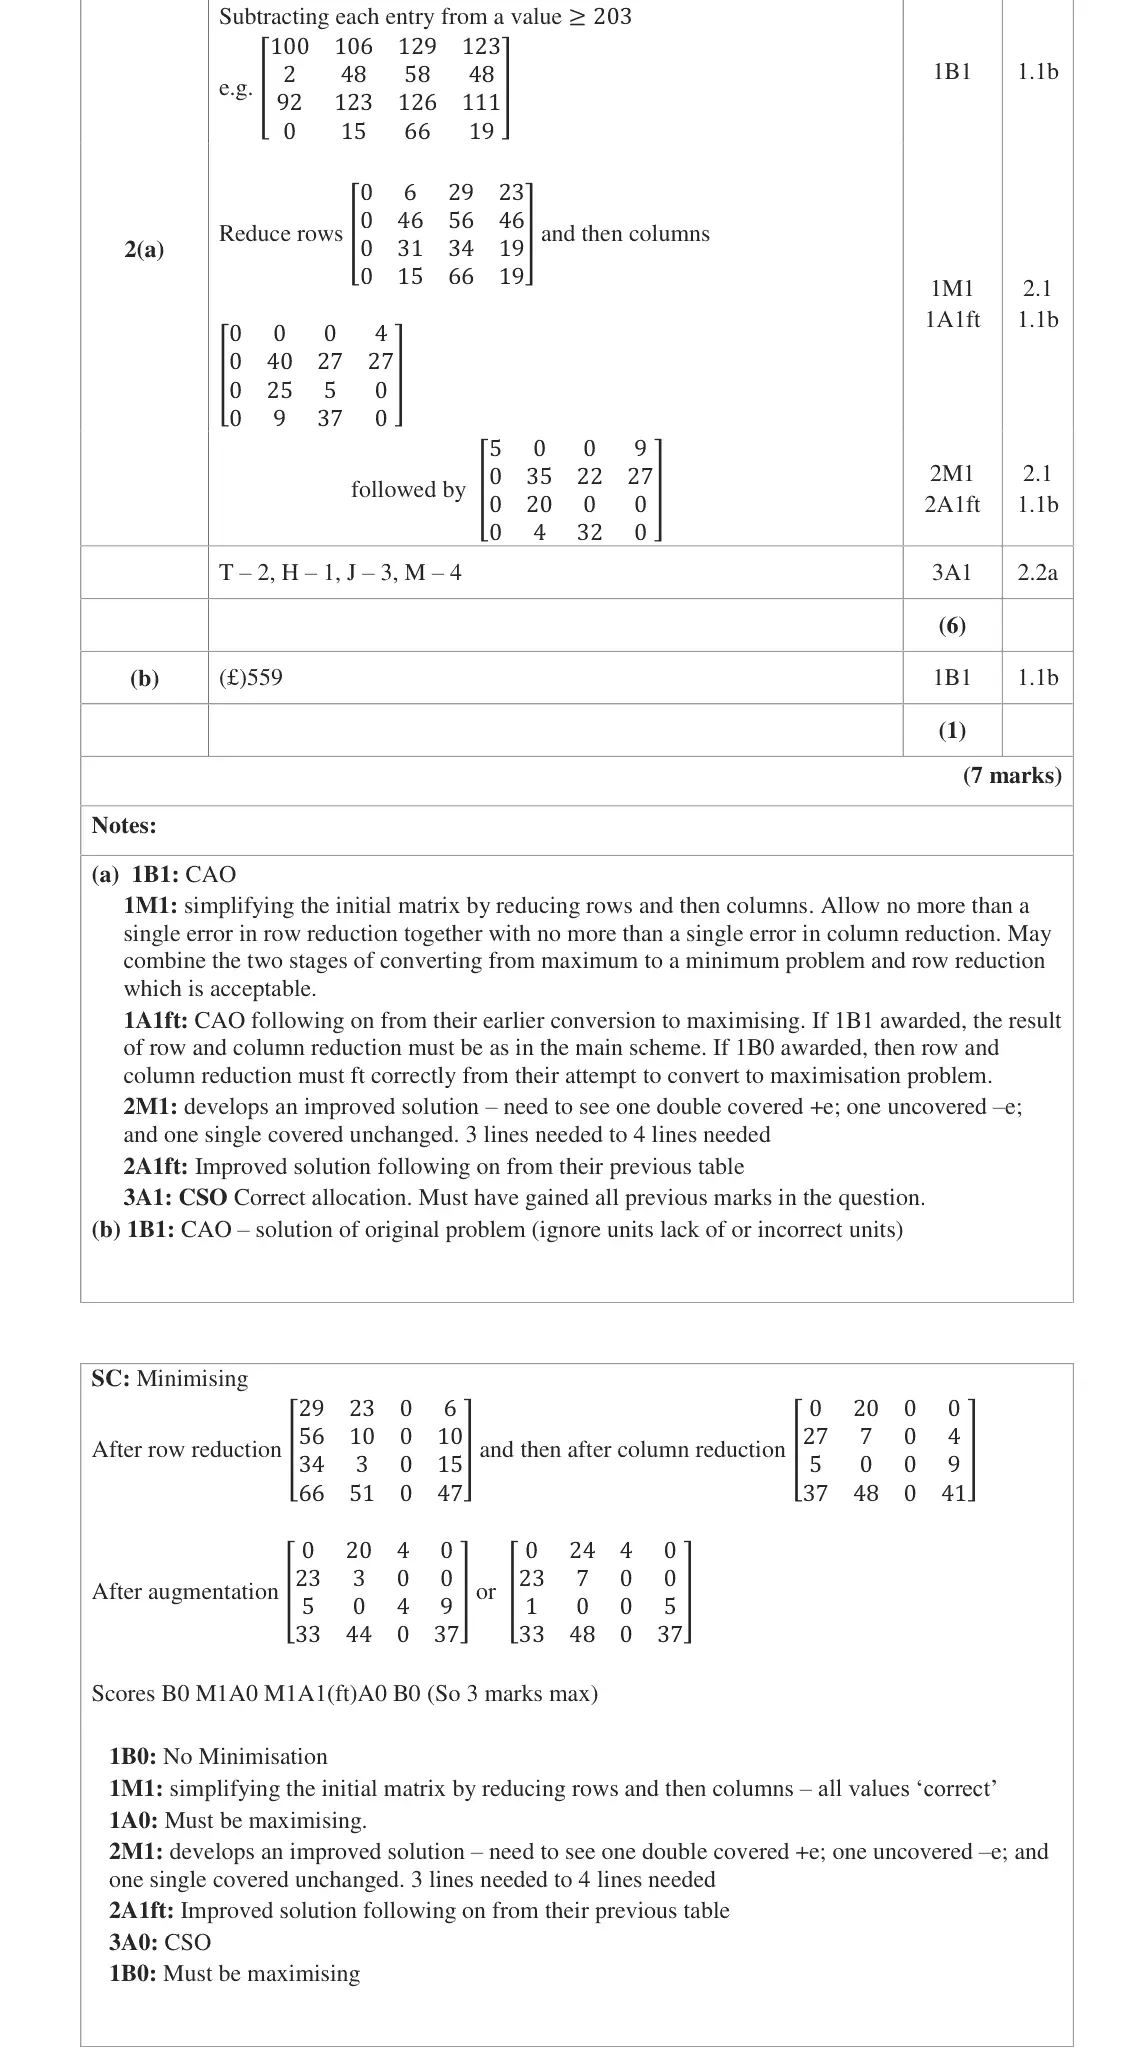 Subtracting each entry from a value ≥ 203
e.g. [100 106 129 123
2 48 58 48
92 123 126 111
0 15 66 19]
1B1 1.1b
2(a)
Reduce rows [0 6 29 23
0 46 56 46
0 31 34 19
0 15 66 19] and then columns
1M1 2.1
1A1ft 1.1b
[0 0 0 4
0 40 27 27
0 25 5 0
0 9 37 0]
followed by [5 0 0 9
0 35 22 27
0 20 0 0
0 4 32 0]
2M1 2.1
2A1ft 1.1b
T – 2, H – 1, J – 3, M – 4 3A1 2.2a
(6)
(b) (£)559 1B1 1.1b
(1)
(7 marks)
Notes:
(a) 1B1: CAO
1M1: simplifying the initial matrix by reducing rows and then columns. Allow no more than a
single error in row reduction together with no more than a single error in column reduction. May
combine the two stages of converting from maximum to a minimum problem and row reduction
which is acceptable.
1A1ft: CAO following on from their earlier conversion to maximising. If 1B1 awarded, the result
of row and column reduction must be as in the main scheme. If 1B0 awarded, then row and
column reduction must ft correctly from their attempt to convert to maximisation problem.
2M1: develops an improved solution – need to see one double covered +e; one uncovered –e;
and one single covered unchanged. 3 lines needed to 4 lines needed
2A1ft: Improved solution following on from their previous table
3A1: CSO Correct allocation. Must have gained all previous marks in the question.
(b) 1B1: CAO – solution of original problem (ignore units lack of or incorrect units)
SC: Minimising
After row reduction [29 23 0 6
56 10 0 10
34 3 0 15
66 51 0 47] and then after column reduction [0 20 0 0
27 7 0 4
5 0 0 9
37 48 0 41]
After augmentation [0 20 4 0
23 3 0 0
5 0 4 9
33 44 0 37] or [0 24 4 0
23 7 0 0
1 0 0 5
33 48 0 37]
Scores B0 M1A0 M1A1(ft)A0 B0 (So 3 marks max)
1B0: No Minimisation
1M1: simplifying the initial matrix by reducing rows and then columns – all values ‘correct’
1A0: Must be maximising.
2M1: develops an improved solution – need to see one double covered +e; one uncovered –e; and
one single covered unchanged. 3 lines needed to 4 lines needed
2A1ft: Improved solution following on from their previous table
3A0: CSO
1B0: Must be maximising